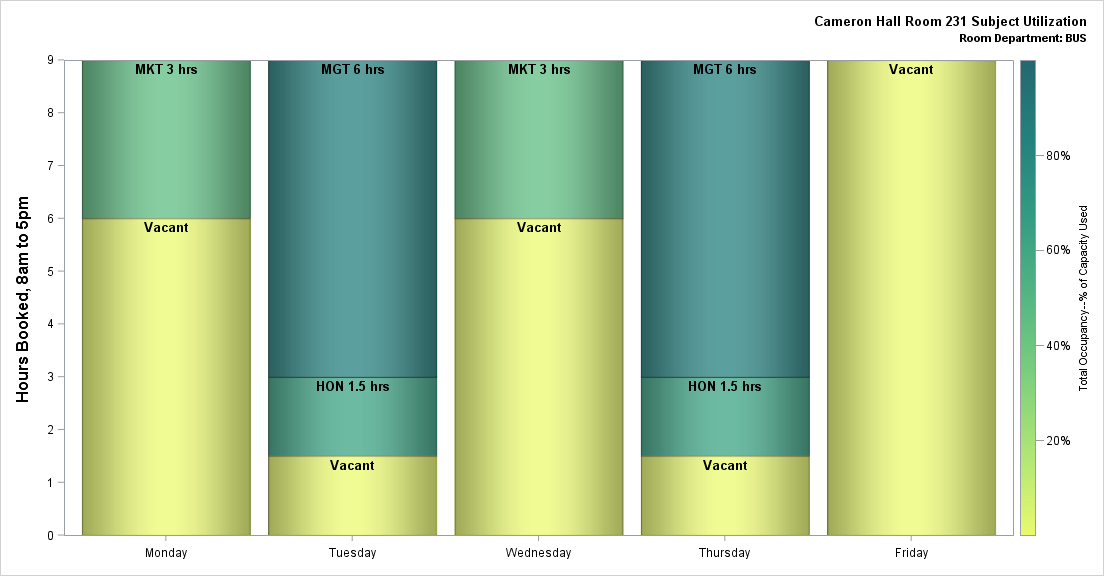 Cameron Hall Room 231 Subject Utilization
Room Department: BUS
Hours Booked, 8am to 5pm
9
8
7
6
5
4
3
2
1
0
MKT 3 hrs
Vacant
MGT 6 hrs
HON 1.5 hrs
Vacant
MKT 3 hrs
Vacant
MGT 6 hrs
HON 1.5 hrs
Vacant
Vacant
Monday
Tuesday
Wednesday
Thursday
Friday
80%
60%
40%
20%
Total Occupancy--% of Capacity Used